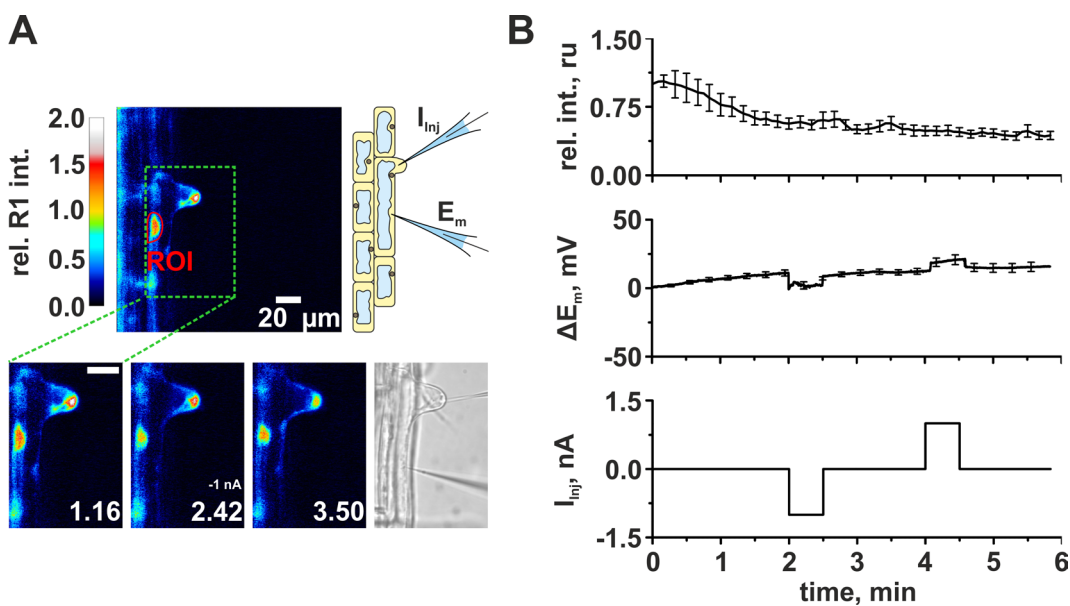 A
rel. R1 int.
2.0
1.5
1.0
0.5
0.0
ROI
20 µm
I_Inj
E_m
1.16
-1 nA
2.42
3.50
B
rel. int., ru
1.50
0.75
0.00
ΔE_m, mV
50
0
-50
I_Inj, nA
1.5
0.0
-1.5
0 1 2 3 4 5 6
time, min